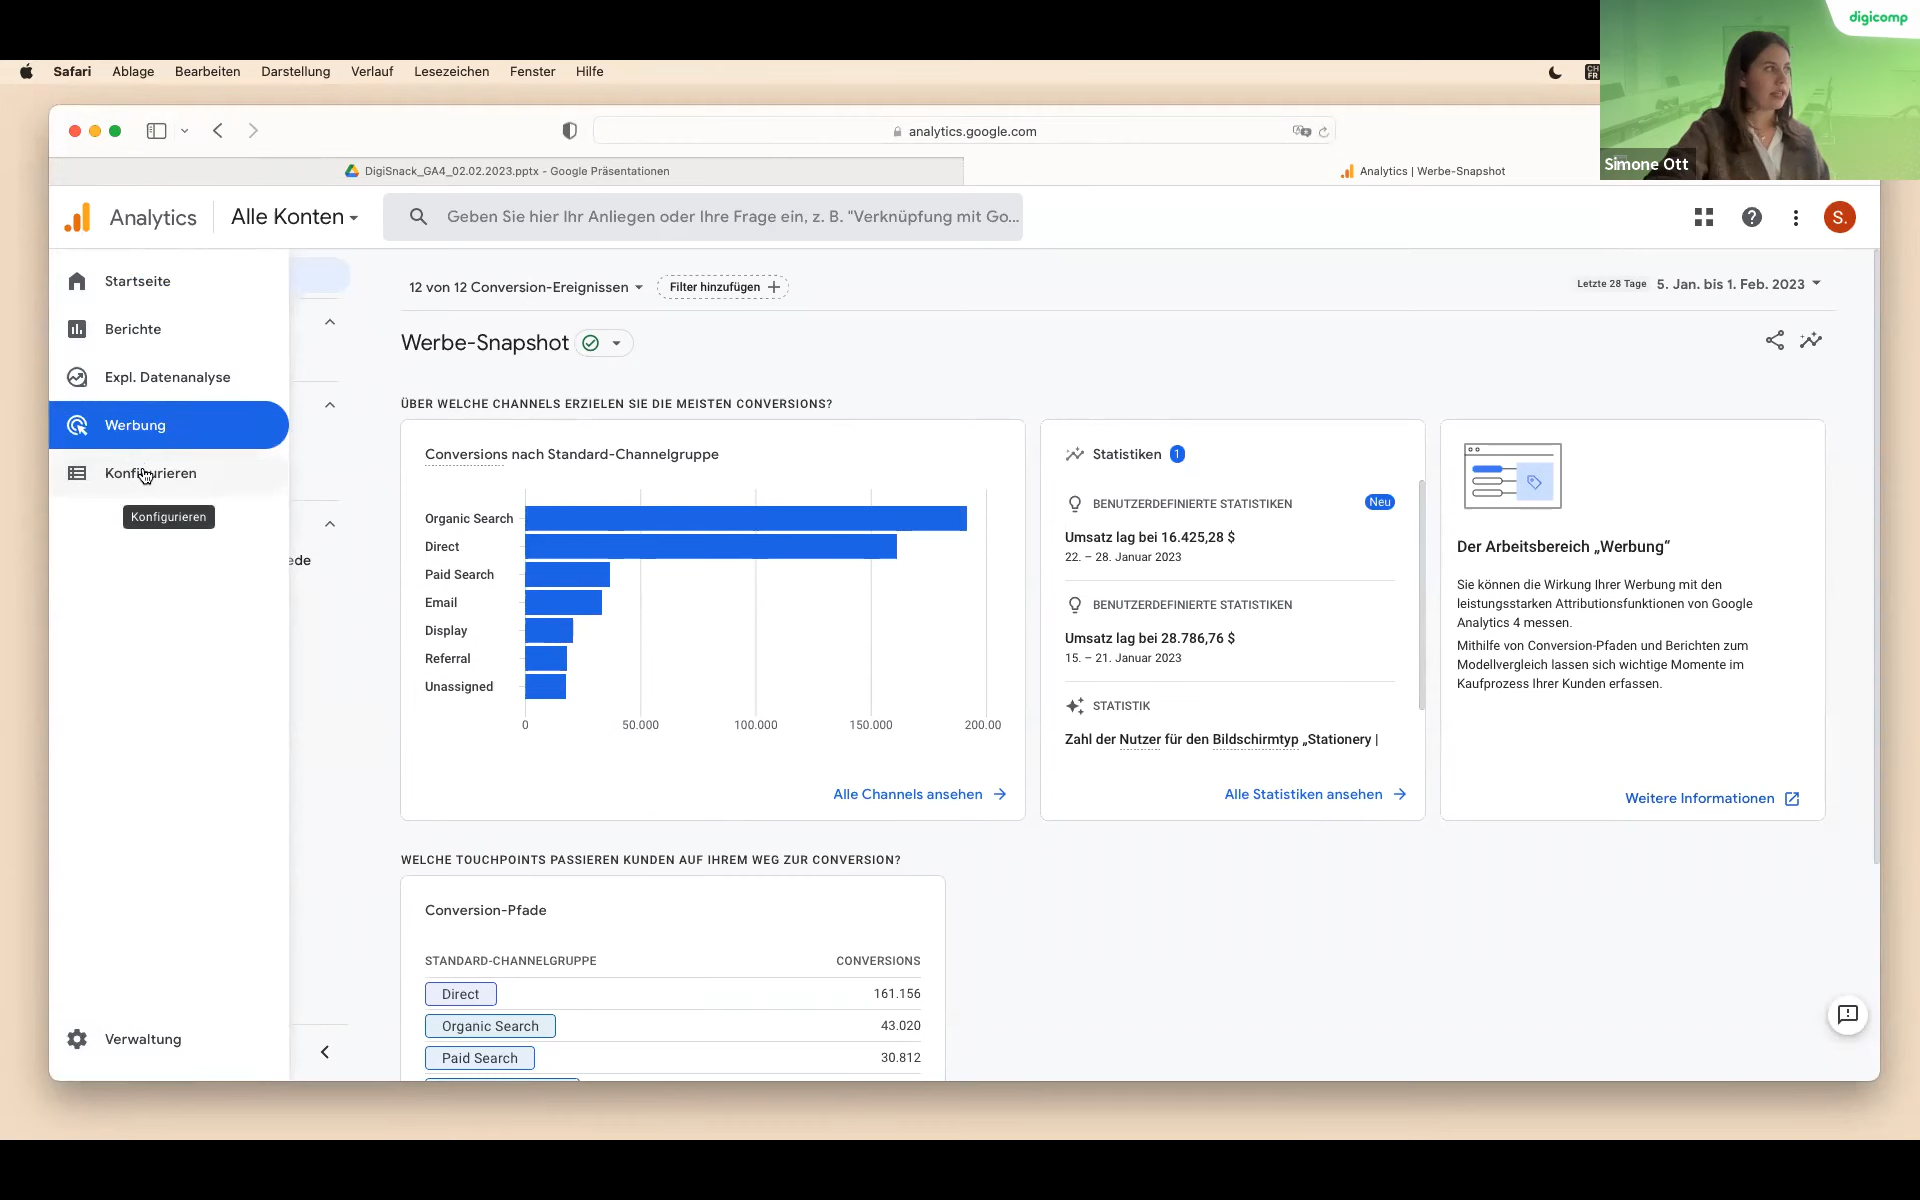 digicomp
Simone Ott
Safari Ablage Bearbeiten Darstellung Verlauf Lesezeichen Fenster Hilfe
CH
FR
analytics.google.com
DigiSnack_GA4_02.02.2023.pptx - Google Präsentationen
Analytics | Werbe-Snapshot
Analytics
Alle Konten
Geben Sie hier Ihr Anliegen oder Ihre Frage ein, z. B. "Verknüpfung mit Go...
S.
Startseite
Berichte
Expl. Datenanalyse
Werbung
Konfigurieren
Konfigurieren
ede
Verwaltung
12 von 12 Conversion-Ereignissen
Filter hinzufügen
Letzte 28 Tage 5. Jan. bis 1. Feb. 2023
Werbe-Snapshot
ÜBER WELCHE CHANNELS ERZIELEN SIE DIE MEISTEN CONVERSIONS?
Conversions nach Standard-Channelgruppe
Organic Search
Direct
Paid Search
Email
Display
Referral
Unassigned
0 50.000 100.000 150.000 200.00
Alle Channels ansehen
Statistiken 1
BENUTZERDEFINIERTE STATISTIKEN Neu
Umsatz lag bei 16.425,28 $
22. – 28. Januar 2023
BENUTZERDEFINIERTE STATISTIKEN
Umsatz lag bei 28.786,76 $
15. – 21. Januar 2023
STATISTIK
Zahl der Nutzer für den Bildschirmtyp „Stationery |
Alle Statistiken ansehen
Der Arbeitsbereich „Werbung“
Sie können die Wirkung Ihrer Werbung mit den
leistungsstarken Attributionsfunktionen von Google
Analytics 4 messen.
Mithilfe von Conversion-Pfaden und Berichten zum
Modellvergleich lassen sich wichtige Momente im
Kaufprozess Ihrer Kunden erfassen.
Weitere Informationen
WELCHE TOUCHPOINTS PASSIEREN KUNDEN AUF IHREM WEG ZUR CONVERSION?
Conversion-Pfade
STANDARD-CHANNELGRUPPE CONVERSIONS
Direct 161.156
Organic Search 43.020
Paid Search 30.812